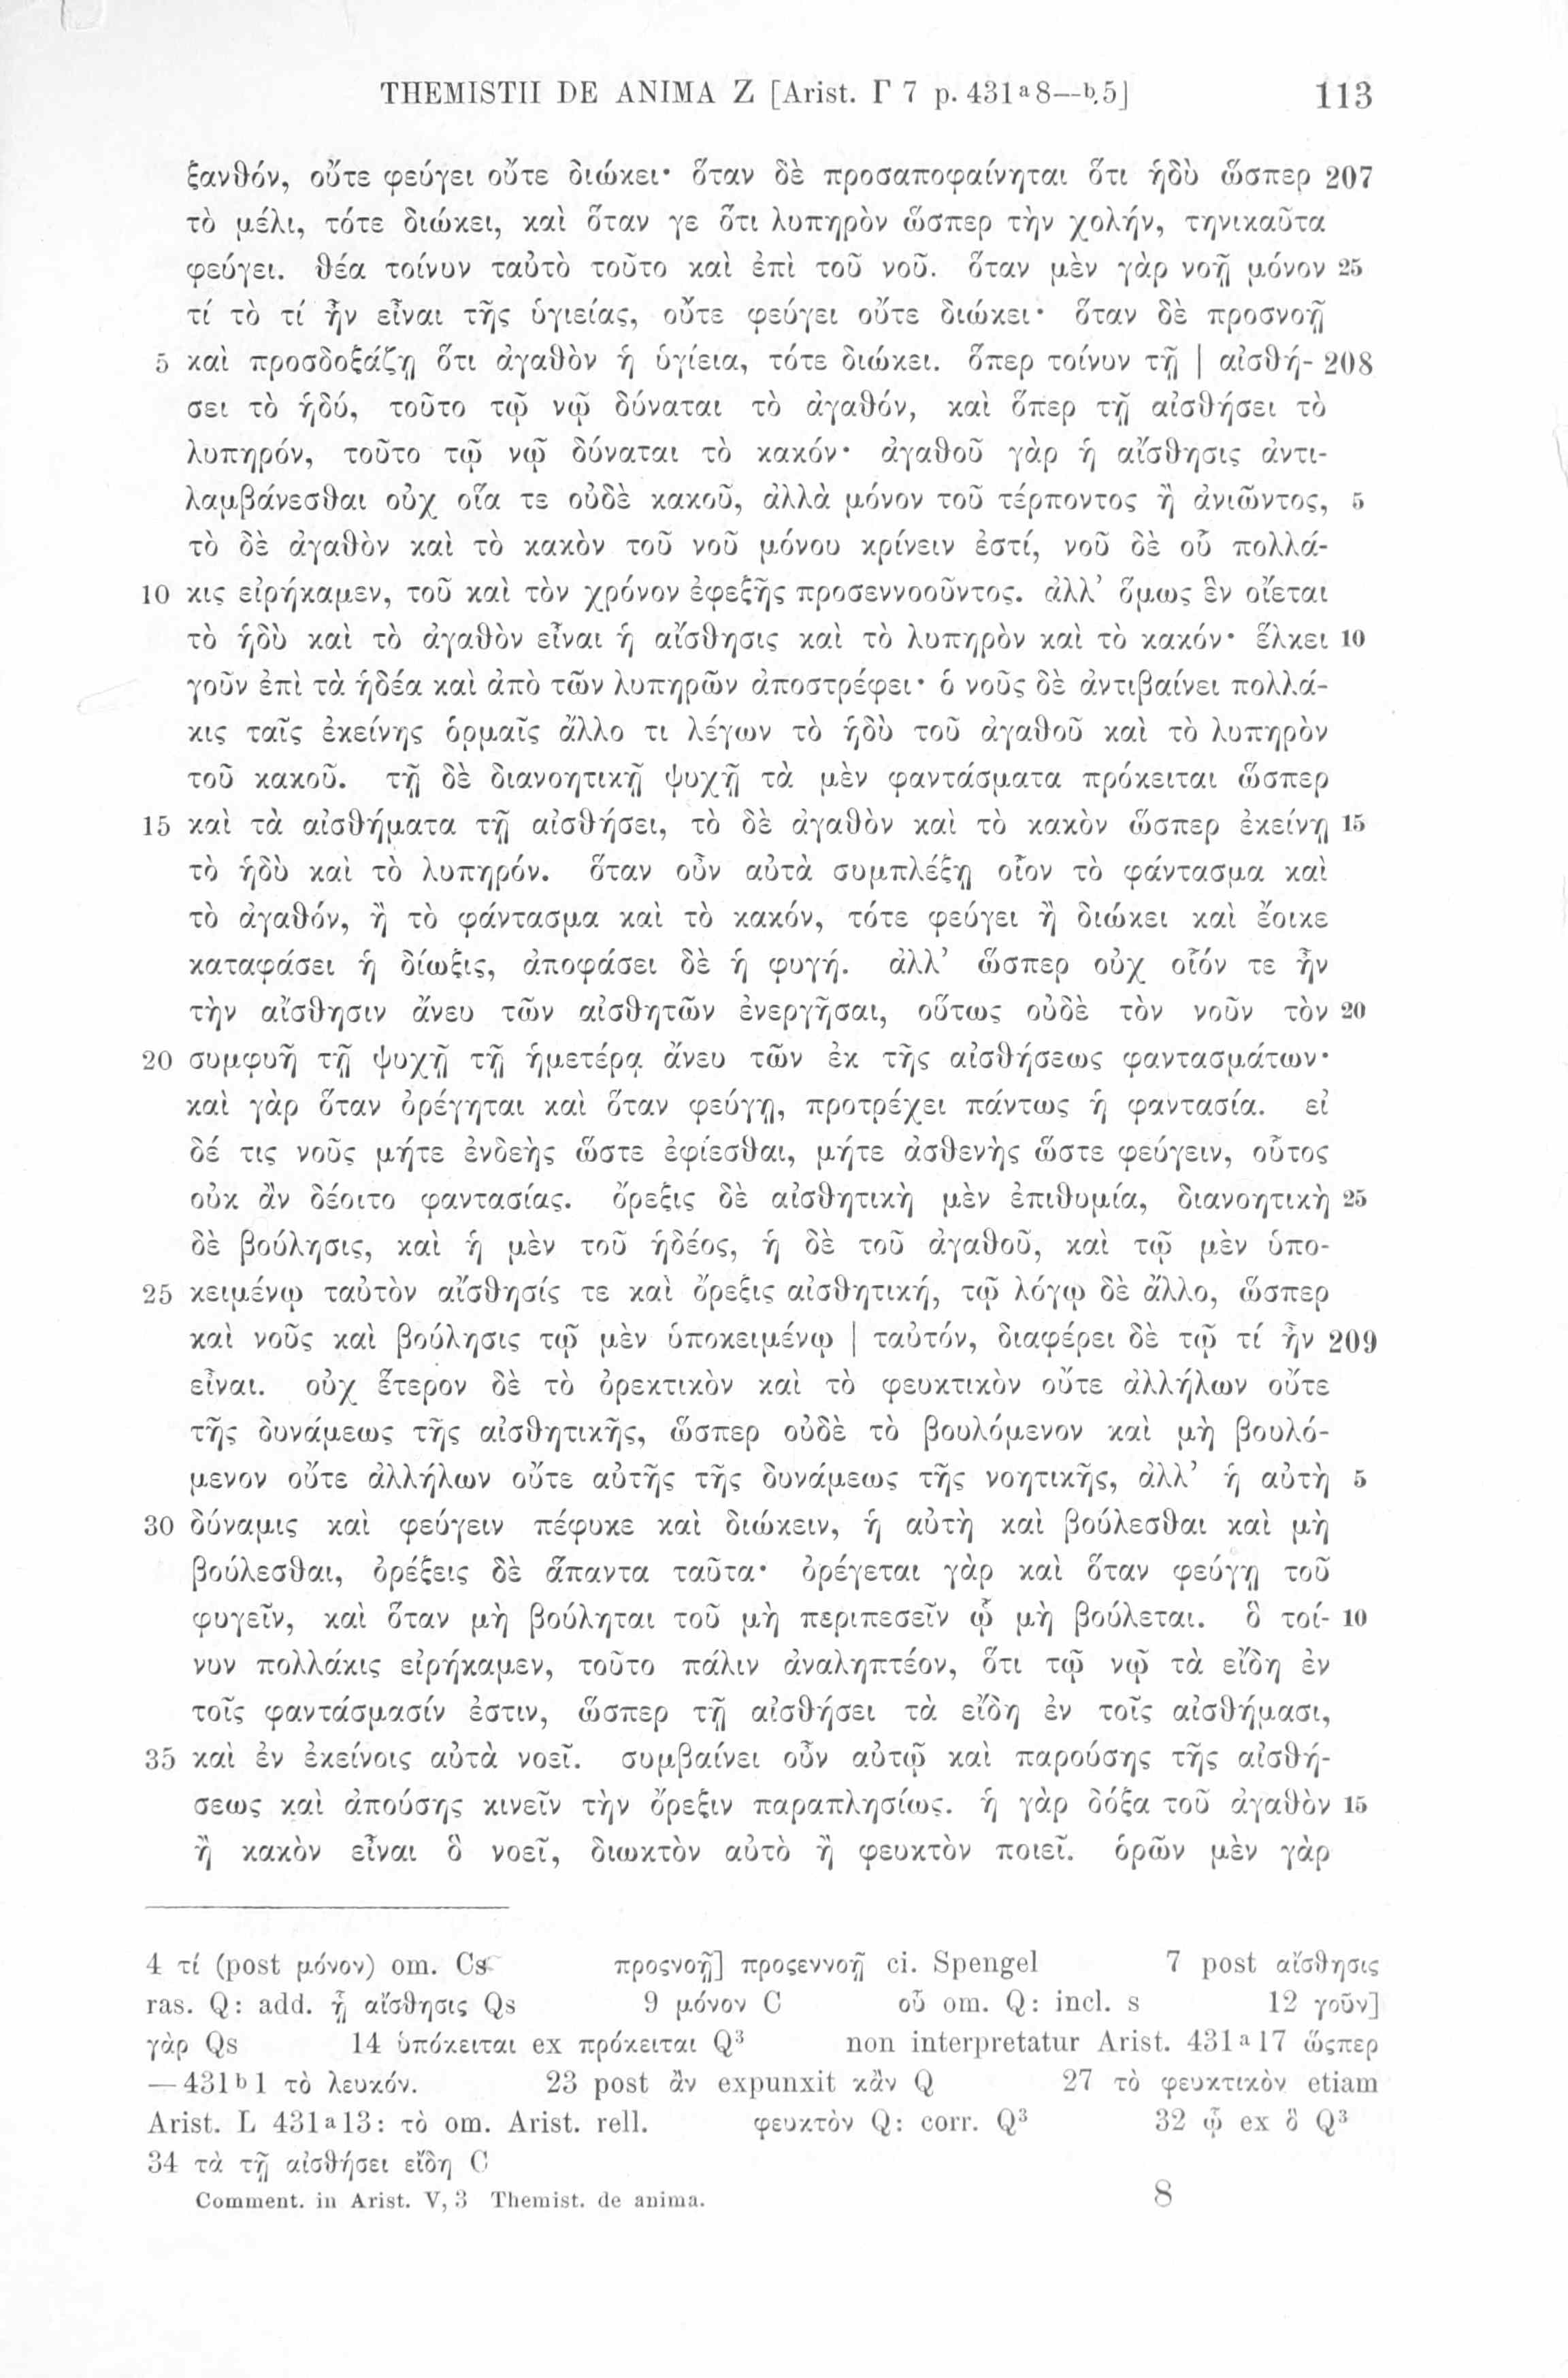 THEMISTII DE ANIMA Z [Arist. Γ 7 p. 431ᵃ8—ᵇ5] 113
ξανθόν, οὔτε φεύγει οὔτε διώκει· ὅταν δὲ προσαποφαίνηται ὅτι ἡδὺ ὥσπερ 207
τὸ μέλι, τότε διώκει, καὶ ὅταν γε ὅτι λυπηρὸν ὥσπερ τὴν χολήν, τηνικαῦτα
φεύγει. θέα τοίνυν ταὐτὸ τοῦτο καὶ ἐπὶ τοῦ νοῦ. ὅταν μὲν γὰρ νοῇ μόνον 25
τί τὸ τί ἦν εἶναι τῆς ὑγιείας, οὔτε φεύγει οὔτε διώκει· ὅταν δὲ προσνοῇ
5 καὶ προσδοξάζῃ ὅτι ἀγαθὸν ἡ ὑγίεια, τότε διώκει. ὅπερ τοίνυν τῇ | αἰσθή- 208
σει τὸ ἡδύ, τοῦτο τῷ νῷ δύναται τὸ ἀγαθόν, καὶ ὅπερ τῇ αἰσθήσει τὸ
λυπηρόν, τοῦτο τῷ νῷ δύναται τὸ κακόν· ἀγαθοῦ γὰρ ἡ αἴσθησις ἀντι-
λαμβάνεσθαι οὐχ οἵα τε οὐδὲ κακοῦ, ἀλλὰ μόνον τοῦ τέρποντος ἢ ἀνιῶντος, 5
τὸ δὲ ἀγαθὸν καὶ τὸ κακὸν τοῦ νοῦ μόνου κρίνειν ἐστί, νοῦ δὲ οὗ πολλά-
10 κις εἰρήκαμεν, τοῦ καὶ τὸν χρόνον ἐφεξῆς προσεννοοῦντος. ἀλλ’ ὅμως ἓν οἴεται
τὸ ἡδὺ καὶ τὸ ἀγαθὸν εἶναι ἡ αἴσθησις καὶ τὸ λυπηρὸν καὶ τὸ κακόν· ἕλκει 10
γοῦν ἐπὶ τὰ ἡδέα καὶ ἀπὸ τῶν λυπηρῶν ἀποστρέφει· ὁ νοῦς δὲ ἀντιβαίνει πολλά-
κις ταῖς ἐκείνης ὁρμαῖς ἄλλο τι λέγων τὸ ἡδὺ τοῦ ἀγαθοῦ καὶ τὸ λυπηρὸν
τοῦ κακοῦ. τῇ δὲ διανοητικῇ ψυχῇ τὰ μὲν φαντάσματα πρόκειται ὥσπερ
15 καὶ τὰ αἰσθήματα τῇ αἰσθήσει, τὸ δὲ ἀγαθὸν καὶ τὸ κακὸν ὥσπερ ἐκείνῃ 15
τὸ ἡδὺ καὶ τὸ λυπηρόν. ὅταν οὖν αὐτὰ συμπλέξῃ οἷον τὸ φάντασμα καὶ
τὸ ἀγαθόν, ἢ τὸ φάντασμα καὶ τὸ κακόν, τότε φεύγει ἢ διώκει καὶ ἔοικε
καταφάσει ἡ δίωξις, ἀποφάσει δὲ ἡ φυγή. ἀλλ’ ὥσπερ οὐχ οἷόν τε ἦν
τὴν αἴσθησιν ἄνευ τῶν αἰσθητῶν ἐνεργῆσαι, οὕτως οὐδὲ τὸν νοῦν τὸν 20
20 συμφυῆ τῇ ψυχῇ τῇ ἡμετέρᾳ ἄνευ τῶν ἐκ τῆς αἰσθήσεως φαντασμάτων·
καὶ γὰρ ὅταν ὀρέγηται καὶ ὅταν φεύγῃ, προτρέχει πάντως ἡ φαντασία. εἰ
δέ τις νοῦς μήτε ἐνδεὴς ὥστε ἐφίεσθαι, μήτε ἀσθενὴς ὥστε φεύγειν, οὗτος
οὐκ ἂν δέοιτο φαντασίας. ὄρεξις δὲ αἰσθητικὴ μὲν ἐπιθυμία, διανοητικὴ 25
δὲ βούλησις, καὶ ἡ μὲν τοῦ ἡδέος, ἡ δὲ τοῦ ἀγαθοῦ, καὶ τῷ μὲν ὑπο-
25 κειμένῳ ταὐτὸν αἴσθησίς τε καὶ ὄρεξις αἰσθητική, τῷ λόγῳ δὲ ἄλλο, ὥσπερ
καὶ νοῦς καὶ βούλησις τῷ μὲν ὑποκειμένῳ | ταὐτόν, διαφέρει δὲ τῷ τί ἦν 209
εἶναι. οὐχ ἕτερον δὲ τὸ ὀρεκτικὸν καὶ τὸ φευκτικὸν οὔτε ἀλλήλων οὔτε
τῆς δυνάμεως τῆς αἰσθητικῆς, ὥσπερ οὐδὲ τὸ βουλόμενον καὶ μὴ βουλό-
μενον οὔτε ἀλλήλων οὔτε αὐτῆς τῆς δυνάμεως τῆς νοητικῆς, ἀλλ’ ἡ αὐτὴ 5
30 δύναμις καὶ φεύγειν πέφυκε καὶ διώκειν, ἡ αὐτὴ καὶ βούλεσθαι καὶ μὴ
βούλεσθαι, ὀρέξεις δὲ ἅπαντα ταῦτα· ὀρέγεται γὰρ καὶ ὅταν φεύγῃ τοῦ
φυγεῖν, καὶ ὅταν μὴ βούληται τοῦ μὴ περιπεσεῖν ᾧ μὴ βούλεται. ὃ τοί- 10
νυν πολλάκις εἰρήκαμεν, τοῦτο πάλιν ἀναληπτέον, ὅτι τῷ νῷ τὰ εἴδη ἐν
τοῖς φαντάσμασίν ἐστιν, ὥσπερ τῇ αἰσθήσει τὰ εἴδη ἐν τοῖς αἰσθήμασι,
35 καὶ ἐν ἐκείνοις αὐτὰ νοεῖ. συμβαίνει οὖν αὐτῷ καὶ παρούσης τῆς αἰσθή-
σεως καὶ ἀπούσης κινεῖν τὴν ὄρεξιν παραπλησίως. ἡ γὰρ δόξα τοῦ ἀγαθὸν 15
ἢ κακὸν εἶναι ὃ νοεῖ, διωκτὸν αὐτὸ ἢ φευκτὸν ποιεῖ. ὁρῶν μὲν γὰρ
4 τί (post μόνον) om. Cs προςνοῇ] προςεννοῇ ci. Spengel 7 post αἴσθησις
ras. Q: add. ᾗ αἴσθησις Qs 9 μόνον C οὗ om. Q: incl. s 12 γοῦν]
γὰρ Qs 14 ὑπόκειται ex πρόκειται Q³ non interpretatur Arist. 431ᵃ17 ὥςπερ
— 431ᵇ1 τὸ λευκόν. 23 post ἂν expunxit κἂν Q 27 τὸ φευκτικὸν etiam
Arist. L 431ᵃ13: τὸ om. Arist. rell. φευκτὸν Q: corr. Q³ 32 ᾧ ex ὃ Q³
34 τὰ τῇ αἰσθήσει εἴδη C
Comment. in Arist. V, 3 Themist. de anima. 8